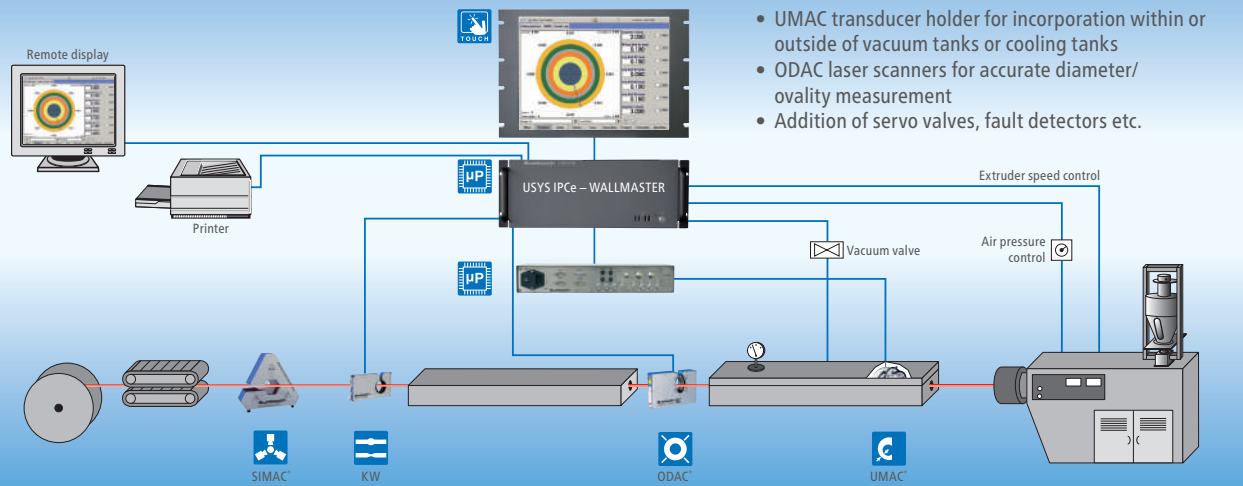 • UMAC transducer holder for incorporation within or
outside of vacuum tanks or cooling tanks
• ODAC laser scanners for accurate diameter/
ovality measurement
• Addition of servo valves, fault detectors etc.
TOUCH
Remote display
Printer
µP
USYS IPCe – WALLMASTER
Extruder speed control
Vacuum valve
Air pressure
control
µP
SIMAC®
KW
ODAC®
UMAC®